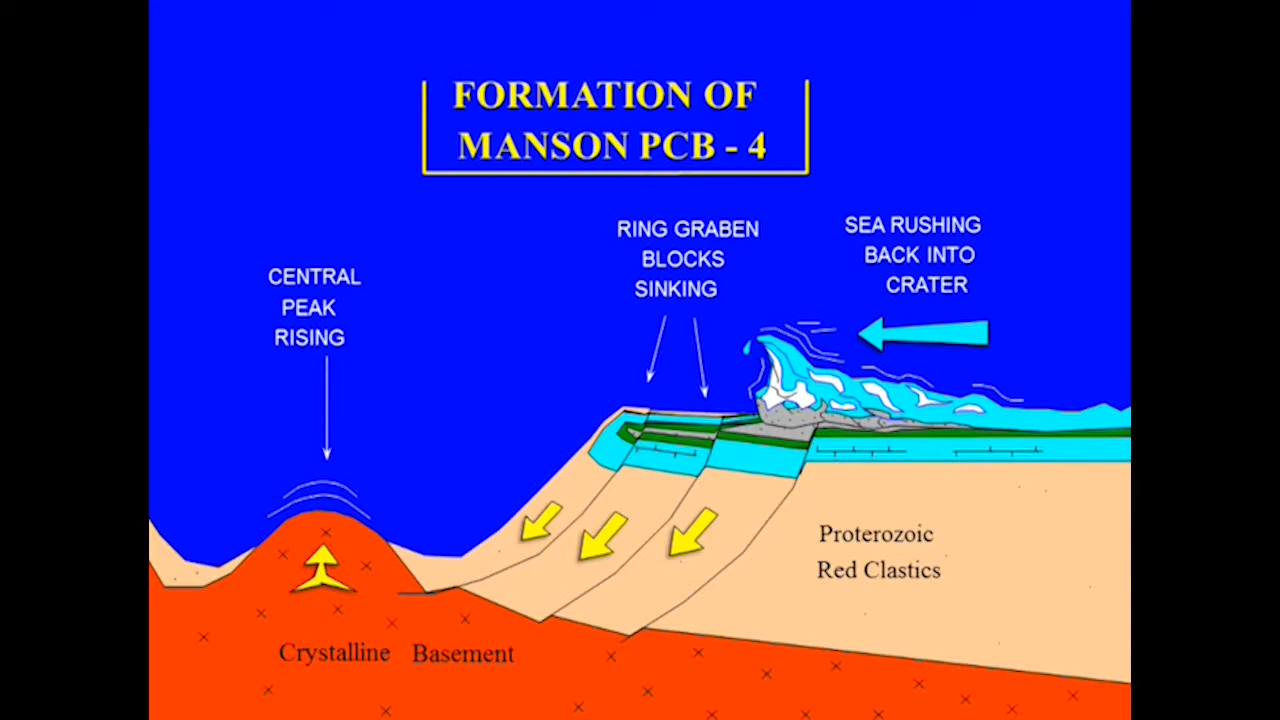 FORMATION OF
MANSON PCB - 4
CENTRAL
PEAK
RISING
RING GRABEN
BLOCKS
SINKING
SEA RUSHING
BACK INTO
CRATER
Proterozoic
Red Clastics
Crystalline Basement